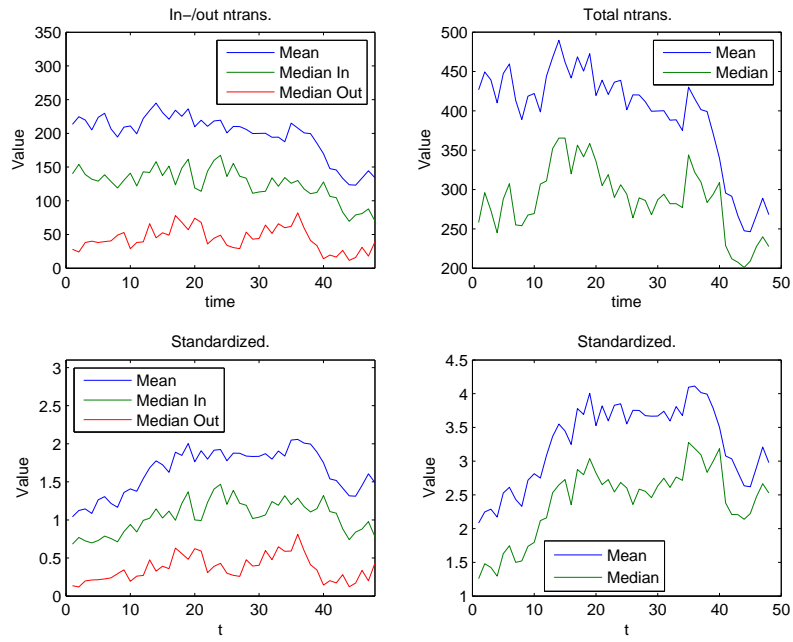 In-/out ntrans.
350
300
250
200
150
100
50
0
Value
Mean
Median In
Median Out
0 10 20 30 40
time
Total ntrans.
500
450
400
350
300
250
200
Value
Mean
Median
0 10 20 30 40 50
time
Standardized.
3
2.5
2
1.5
1
0.5
0
Value
Mean
Median In
Median Out
0 10 20 30 40
t
Standardized.
4.5
4
3.5
3
2.5
2
1.5
1
Value
Mean
Median
0 10 20 30 40 50
t